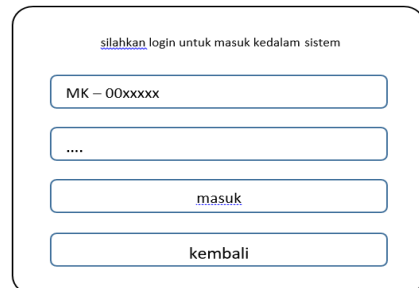 silahkan login untuk masuk kedalam sistem
MK – 00xxxxx
....
masuk
kembali